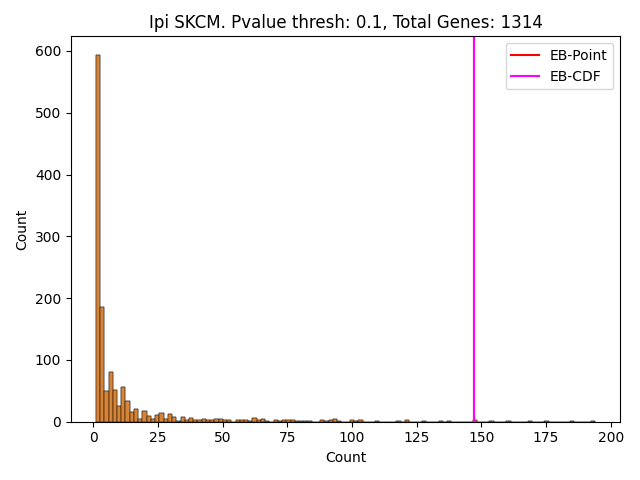 Ipi SKCM. Pvalue thresh: 0.1, Total Genes: 1314
EB-Point
EB-CDF
600
500
400
300
200
100
0
Count
0 25 50 75 100 125 150 175 200
Count